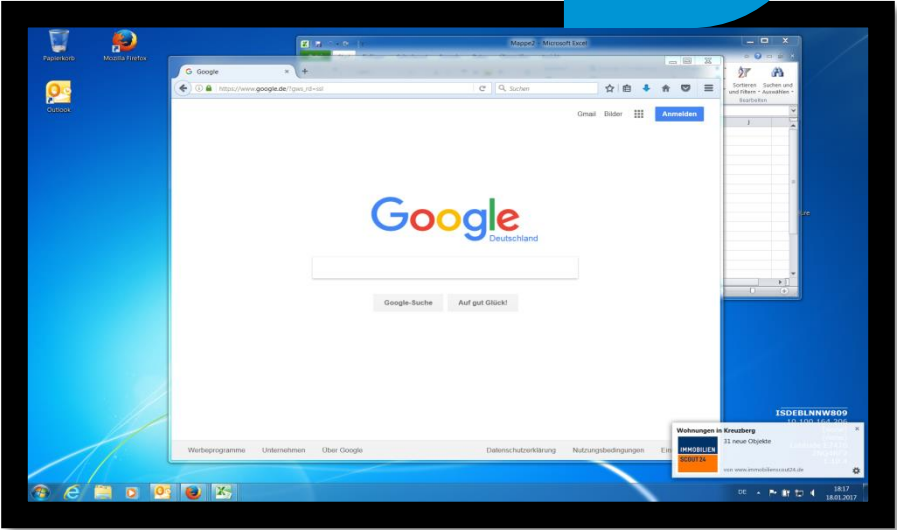 Papierkorb
Mozilla Firefox
Outlook
Mappe2 - Microsoft Excel
G Google
https://www.google.de/?gws_rd=ssl
Suchen
Sortieren und Filtern
Suchen und Auswählen
Bearbeiten
J
Gmail Bilder Anmelden
Google
Deutschland
Google-Suche Auf gut Glück!
Werbeprogramme Unternehmen Über Google Datenschutzerklärung Nutzungsbedingungen
ISDEBLNNW809
Wohnungen in Kreuzberg
31 neue Objekte
IMMOBILIEN
SCOUT24
von www.immobilienscout24.de
DE
18:17
18.01.2017